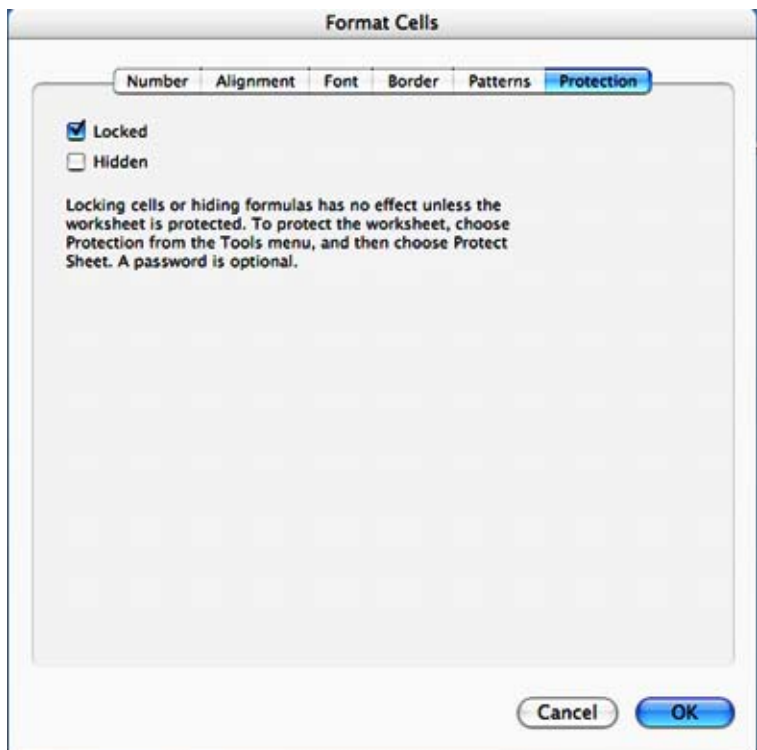 Format Cells
Number Alignment Font Border Patterns Protection
Locked
Hidden
Locking cells or hiding formulas has no effect unless the
worksheet is protected. To protect the worksheet, choose
Protection from the Tools menu, and then choose Protect
Sheet. A password is optional.
Cancel OK